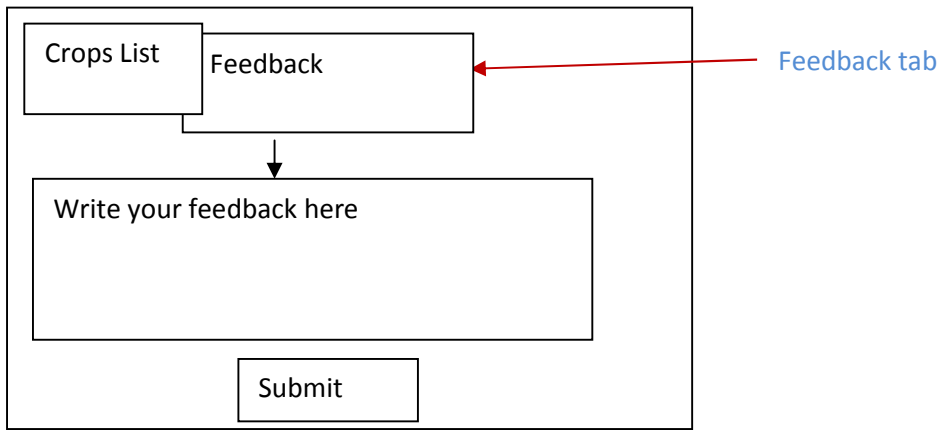 Crops List
Feedback
Feedback tab
Write your feedback here
Submit